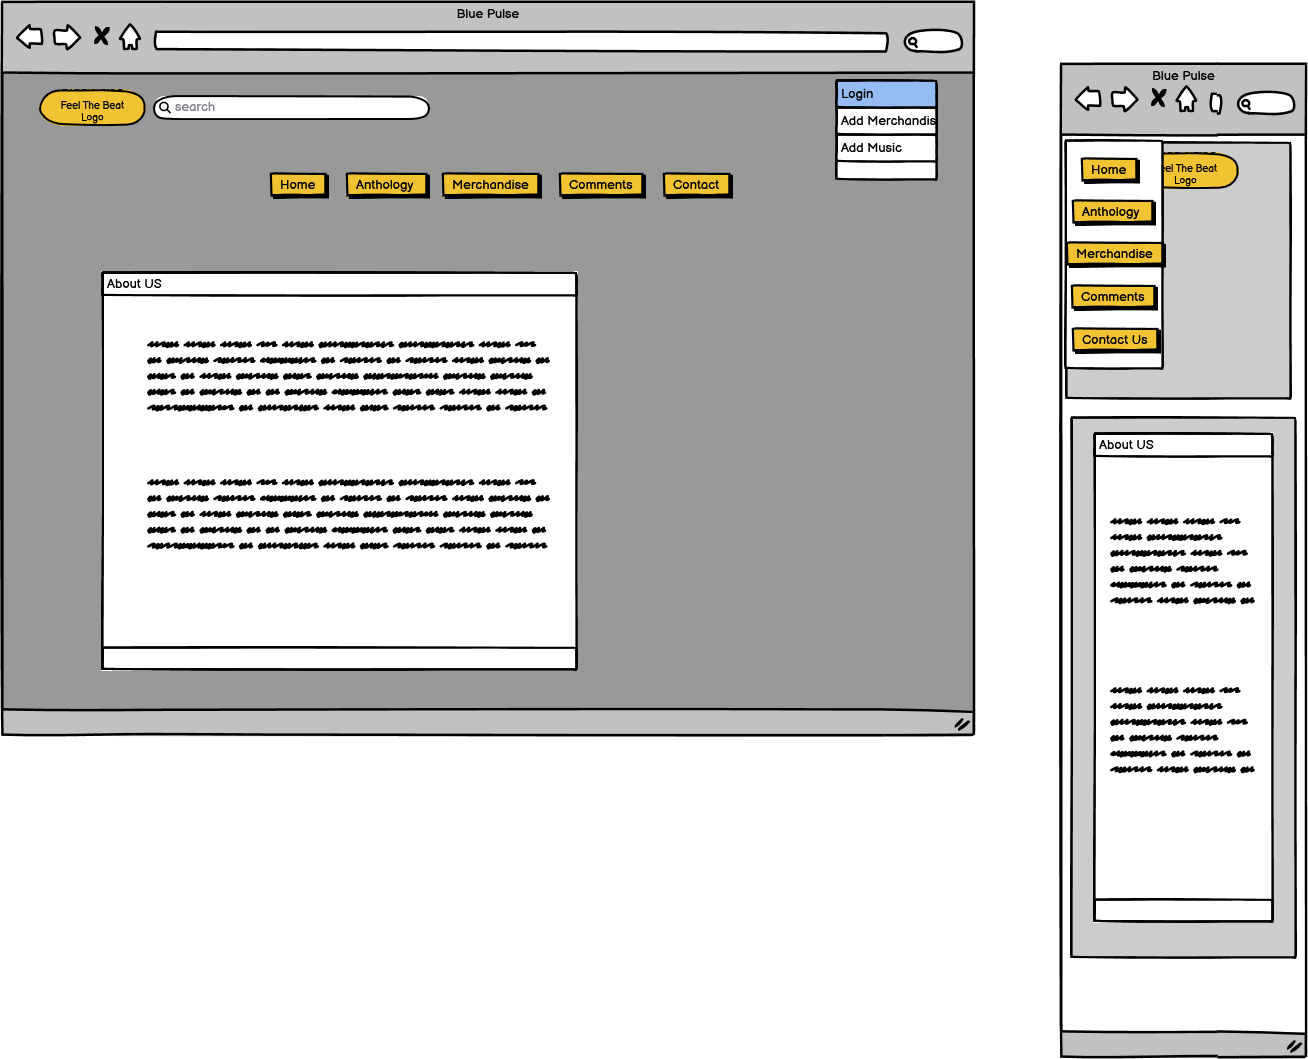 Blue Pulse
Feel The Beat
Logo
search
Login
Add Merchandis
Add Music
Home
Anthology
Merchandise
Comments
Contact
About US
Blue Pulse
Home
eel The Beat
Logo
Anthology
Merchandise
Comments
Contact Us
About US